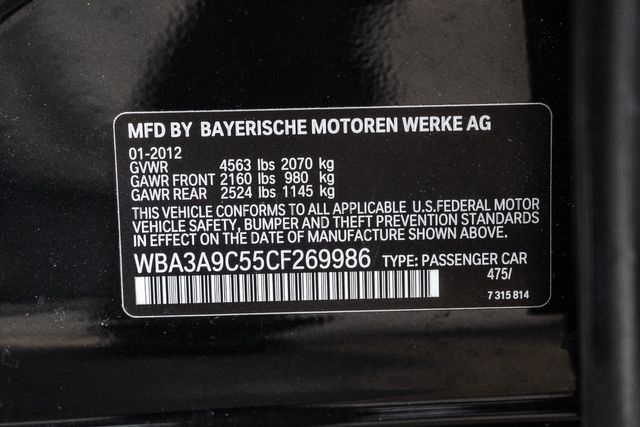 MFD BY BAYERISCHE MOTOREN WERKE AG
01-2012
GVWR 4563 lbs 2070 kg
GAWR FRONT 2160 lbs 980 kg
GAWR REAR 2524 lbs 1145 kg
THIS VEHICLE CONFORMS TO ALL APPLICABLE U.S.FEDERAL MOTOR
VEHICLE SAFETY, BUMPER AND THEFT PREVENTION STANDARDS
IN EFFECT ON THE DATE OF MANUFACTURE SHOWN ABOVE.
WBA3A9C55CF269986 TYPE: PASSENGER CAR
475/
7 315 814